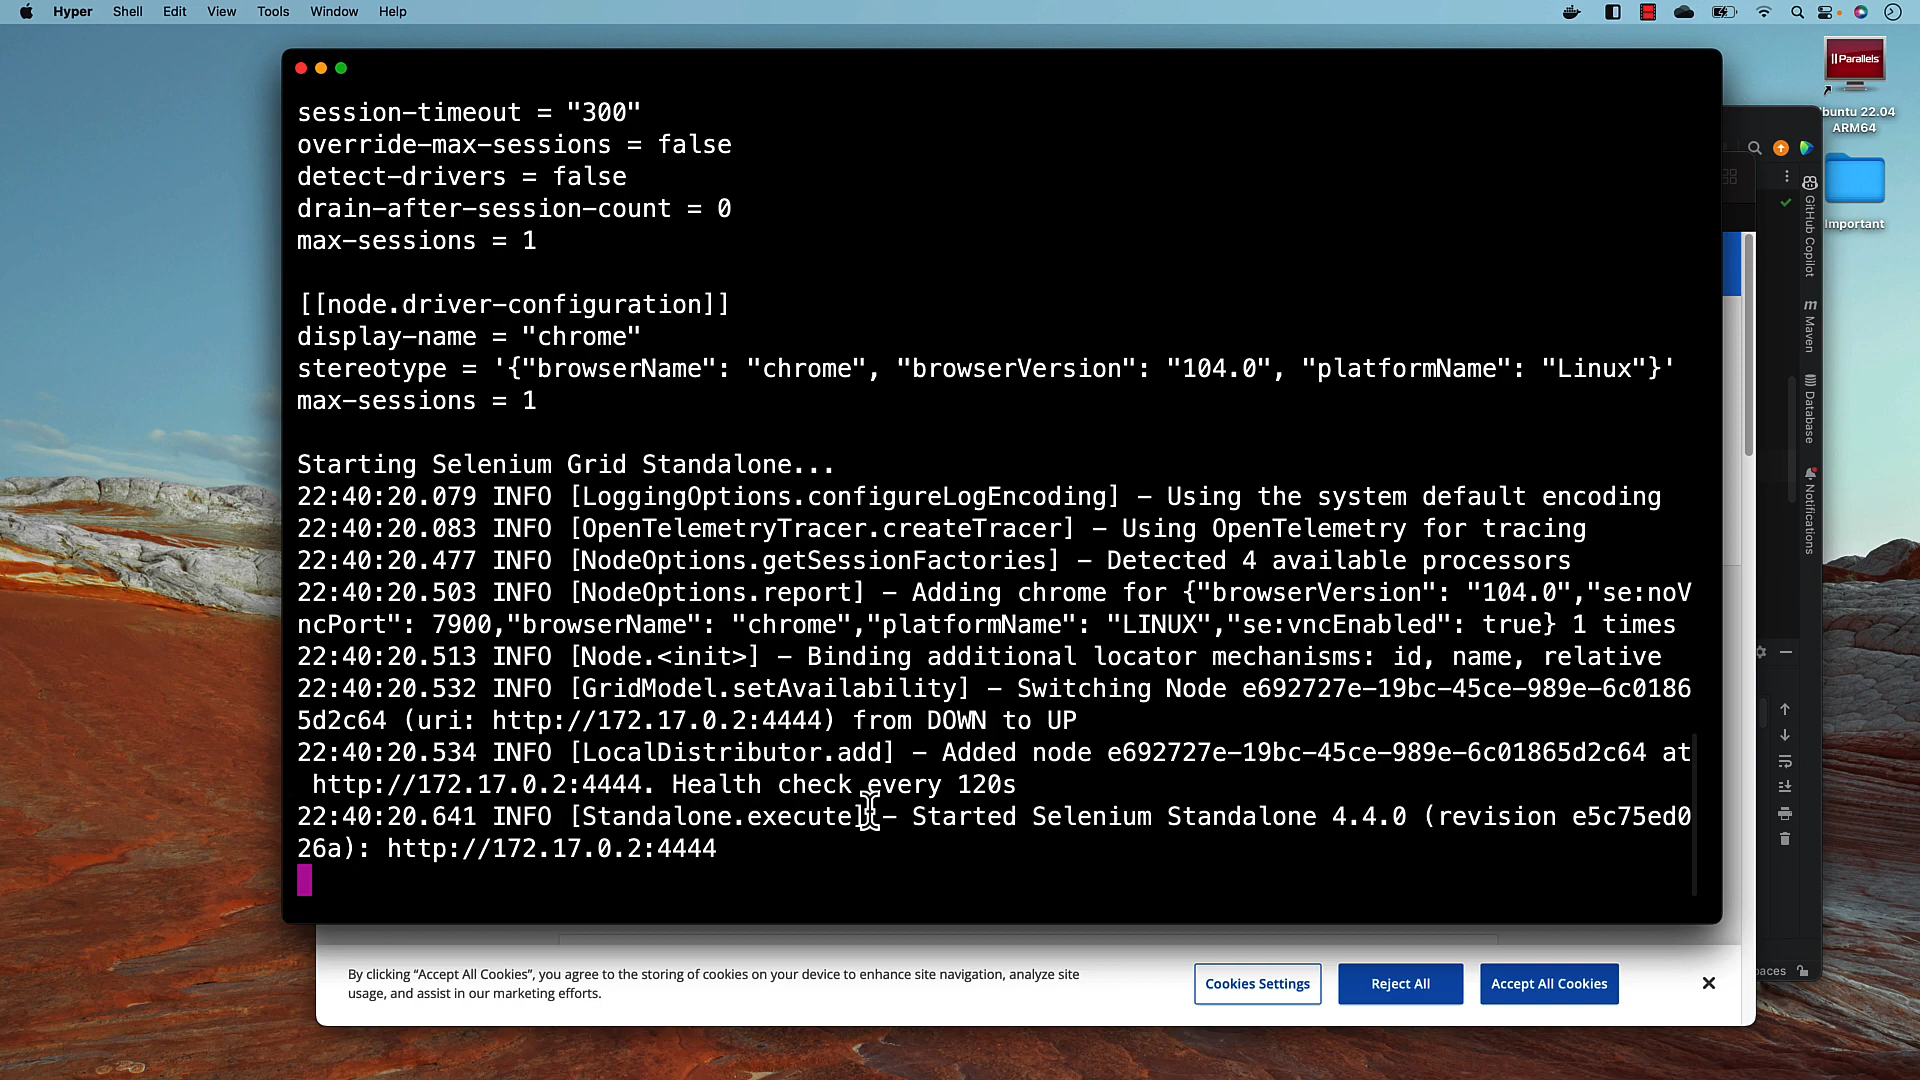 Hyper Shell Edit View Tools Window Help
session-timeout = "300"
override-max-sessions = false
detect-drivers = false
drain-after-session-count = 0
max-sessions = 1
[[node.driver-configuration]]
display-name = "chrome"
stereotype = '{"browserName": "chrome", "browserVersion": "104.0", "platformName": "Linux"}'
max-sessions = 1
Starting Selenium Grid Standalone...
22:40:20.079 INFO [LoggingOptions.configureLogEncoding] - Using the system default encoding
22:40:20.083 INFO [OpenTelemetryTracer.createTracer] - Using OpenTelemetry for tracing
22:40:20.477 INFO [NodeOptions.getSessionFactories] - Detected 4 available processors
22:40:20.503 INFO [NodeOptions.report] - Adding chrome for {"browserVersion": "104.0","se:noV
ncPort": 7900,"browserName": "chrome","platformName": "LINUX","se:vncEnabled": true} 1 times
22:40:20.513 INFO [Node.<init>] - Binding additional locator mechanisms: id, name, relative
22:40:20.532 INFO [GridModel.setAvailability] - Switching Node e692727e-19bc-45ce-989e-6c0186
5d2c64 (uri: http://172.17.0.2:4444) from DOWN to UP
22:40:20.534 INFO [LocalDistributor.add] - Added node e692727e-19bc-45ce-989e-6c01865d2c64 at
http://172.17.0.2:4444. Health check every 120s
22:40:20.641 INFO [Standalone.execute] - Started Selenium Standalone 4.4.0 (revision e5c75ed0
26a): http://172.17.0.2:4444
Parallels
buntu 22.04
ARM64
Important
GitHub Copilot
m
Maven
Database
Notifications
paces
By clicking “Accept All Cookies”, you agree to the storing of cookies on your device to enhance site navigation, analyze site
usage, and assist in our marketing efforts.
Cookies Settings
Reject All
Accept All Cookies